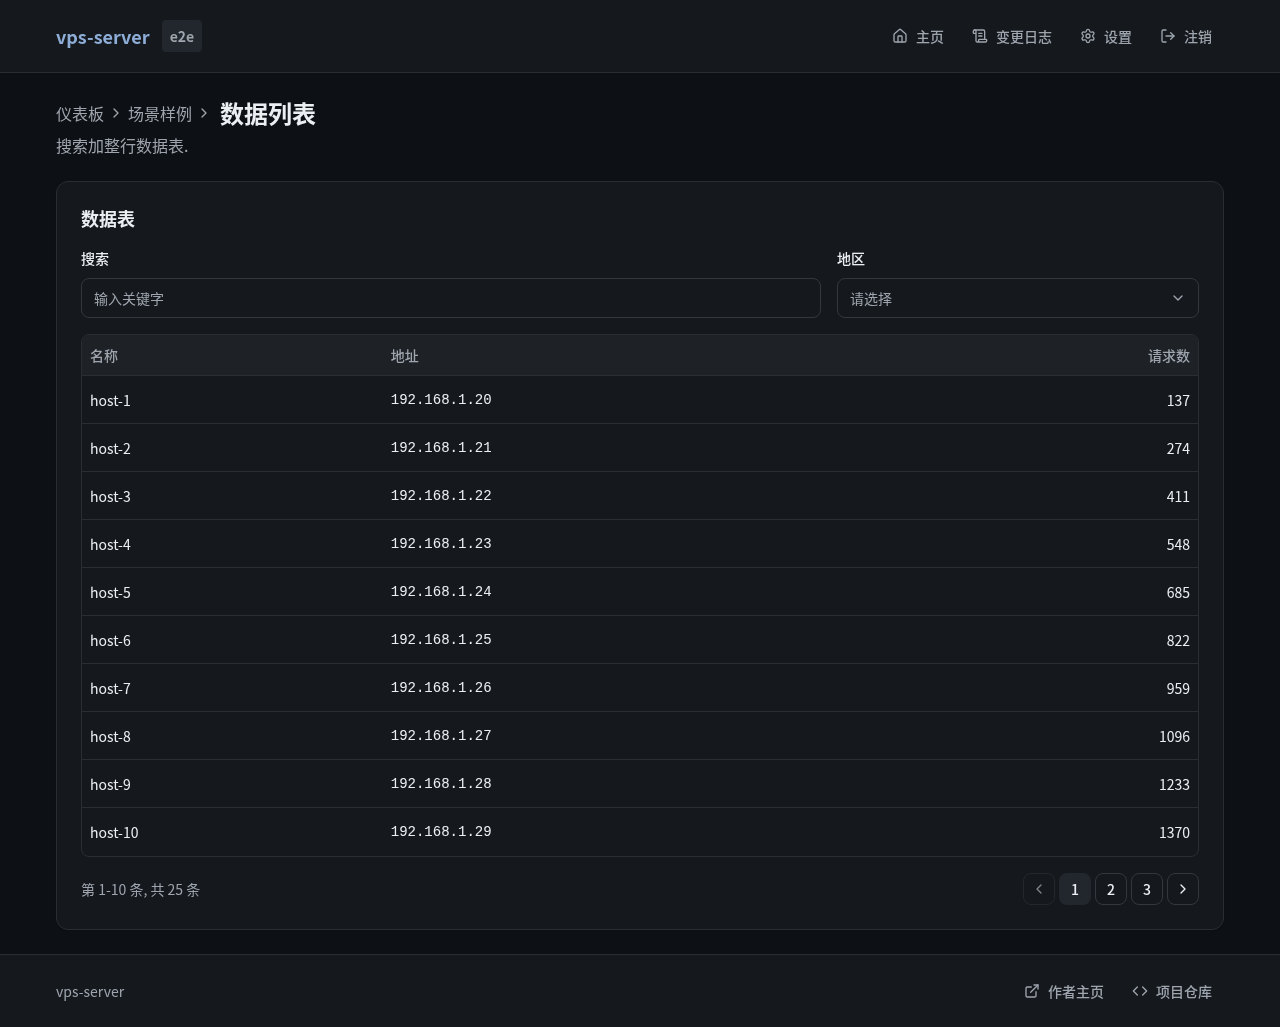 vps-server e2e 主页 变更日志 设置 注销
仪表板 场景样例 数据列表
搜索加整行数据表.
数据表
搜索 地区
输入关键字 请选择
名称 地址 请求数
host-1 192.168.1.20 137
host-2 192.168.1.21 274
host-3 192.168.1.22 411
host-4 192.168.1.23 548
host-5 192.168.1.24 685
host-6 192.168.1.25 822
host-7 192.168.1.26 959
host-8 192.168.1.27 1096
host-9 192.168.1.28 1233
host-10 192.168.1.29 1370
第 1-10 条, 共 25 条 1 2 3
vps-server 作者主页 项目仓库